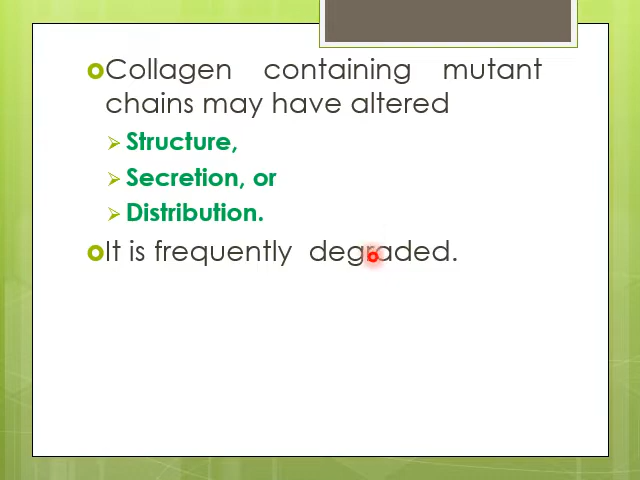 Collagen containing mutant
chains may have altered
Structure,
Secretion, or
Distribution.
It is frequently degraded.